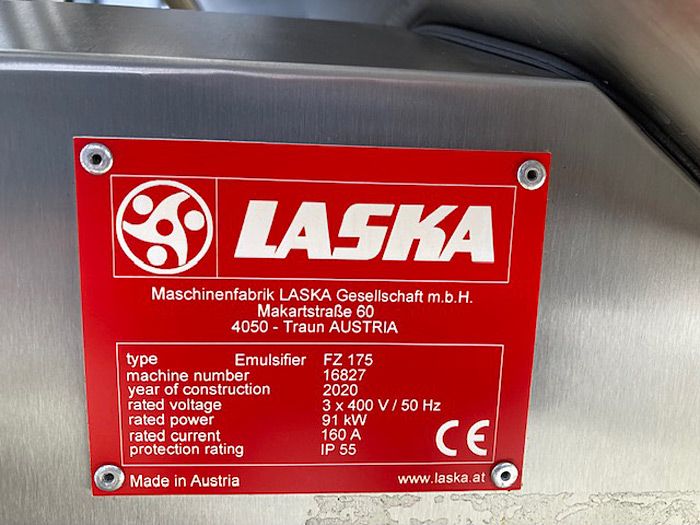 LASKA
Maschinenfabrik LASKA Gesellschaft m.b.H.
Makartstraße 60
4050 - Traun AUSTRIA
type Emulsifier FZ 175
machine number 16827
year of construction 2020
rated voltage 3 x 400 V / 50 Hz
rated power 91 kW
rated current 160 A
protection rating IP 55
CE
Made in Austria www.laska.at